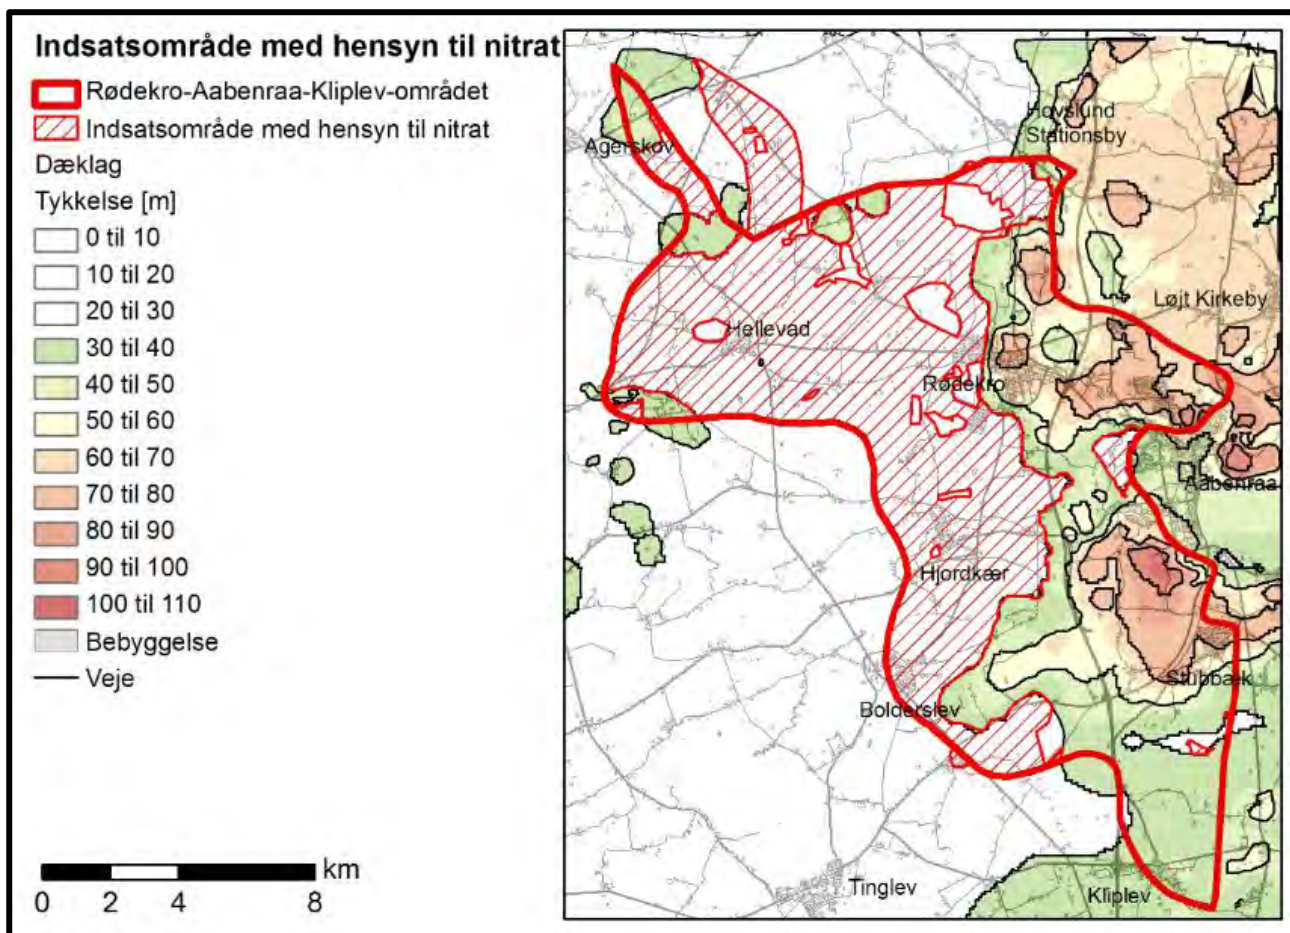 Indsatsområde med hensyn til nitrat
Rødekro-Aabenraa-Kliplev-området
Indsatsområde med hensyn til nitrat
Dæklag
Tykkelse [m]
0 til 10
10 til 20
20 til 30
30 til 40
40 til 50
50 til 60
60 til 70
70 til 80
80 til 90
90 til 100
100 til 110
Bebyggelse
Veje
km
0 2 4 8
N
Hovslund
Stationsby
Agerskov
Løjt Kirkeby
Hellevad
Rødekro
Aabenraa
Hjordkær
Stubbæk
Bolderslev
Tinglev
Kliplev